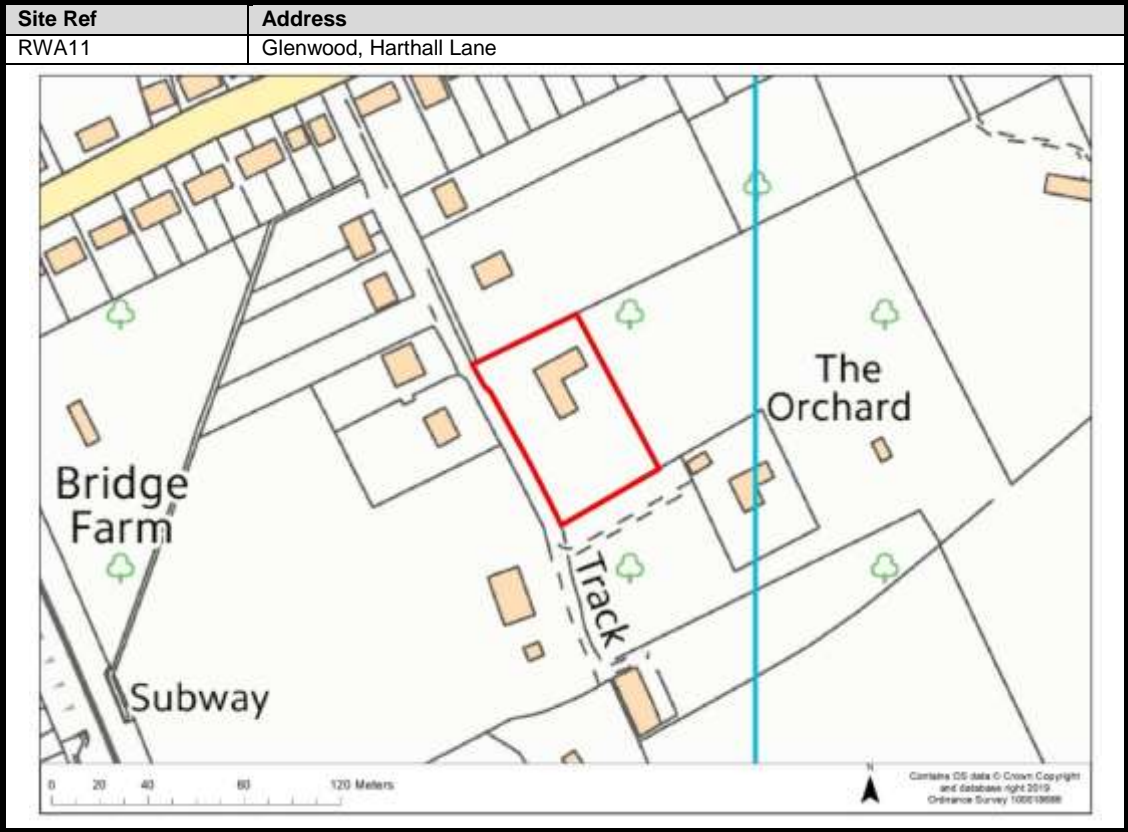 Site Ref Address
RWA11 Glenwood, Harthall Lane
The
Orchard
Bridge
Farm
Track
Subway
0 20 40 60 120 Meters
N
Contains OS data © Crown Copyright
and database right 2019
Ordnance Survey